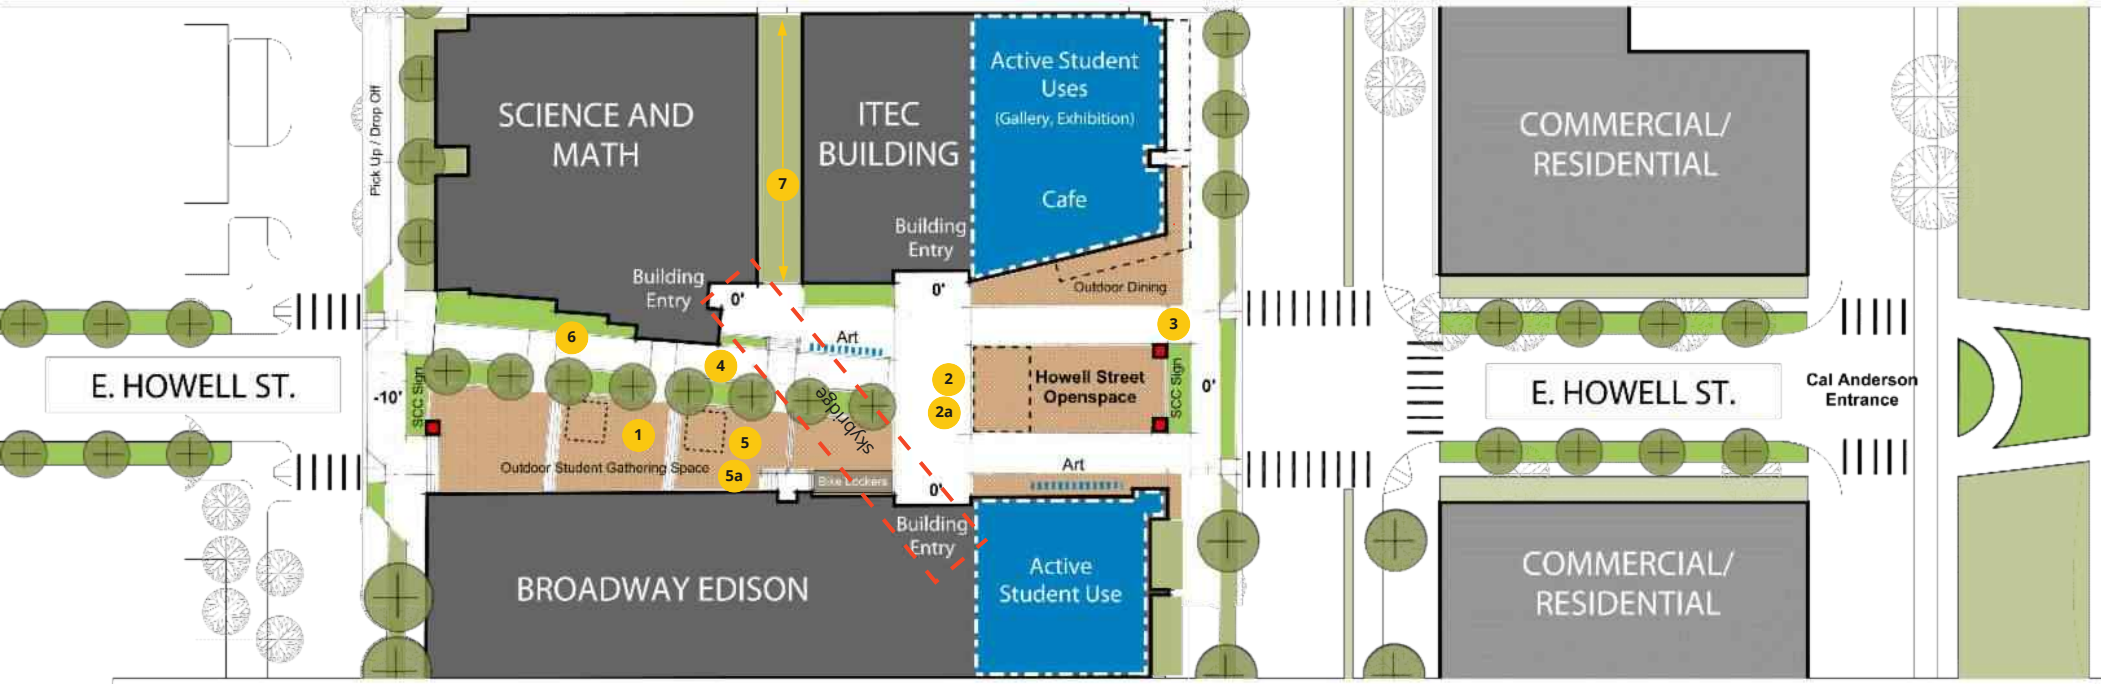 Pick Up / Drop Off
SCIENCE AND
MATH
7
ITEC
BUILDING
Active Student
Uses
(Gallery, Exhibition)
Cafe
Building
Entry
Building
Entry
0'
0'
Outdoor Dining
COMMERCIAL/
RESIDENTIAL
6
4
Art
3
E. HOWELL ST.
-10'
SCC Sign
1
5
5a
Outdoor Student Gathering Space
skybridge
Bike Lockers
2
2a
Howell Street
Openspace
SCC Sign
0'
E. HOWELL ST.
Cal Anderson
Entrance
Art
0'
Building
Entry
BROADWAY EDISON
Active
Student Use
COMMERCIAL/
RESIDENTIAL